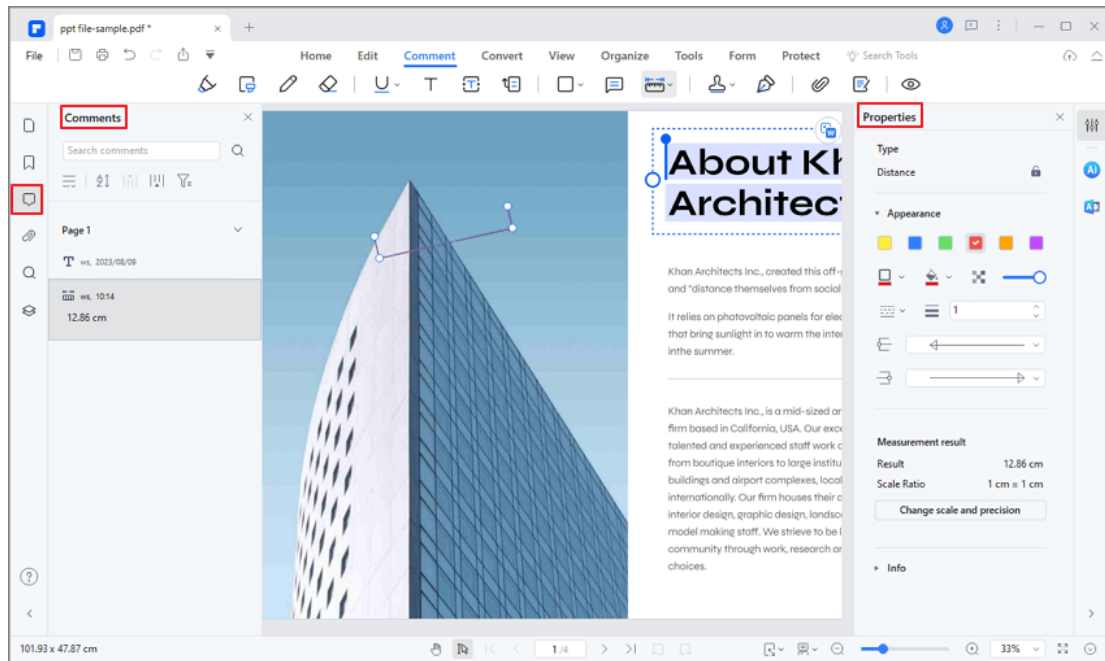 ppt file-sample.pdf *
File
Home Edit Comment Convert View Organize Tools Form Protect Search Tools
Comments
Search comments
Page 1
ws, 2023/08/09
ws, 10:14
12.86 cm
About Kh
Architec
Khan Architects Inc., created this off-
and "distance themselves from social
It relies on photovoltaic panels for elec
that bring sunlight in to warm the inter
inthe summer.
Khan Architects Inc., is a mid-sized ar
firm based in California, USA. Our exce
talented and experienced staff work o
from boutique interiors to large institu
buildings and airport complexes, local
internationally. Our firm houses their o
interior design, graphic design, landsc
model making staff. We strieve to be l
community through work, research an
choices.
Properties
Type
Distance
Appearance
1
Measurement result
Result 12.86 cm
Scale Ratio 1 cm = 1 cm
Change scale and precision
Info
AI
101.93 x 47.87 cm
1 /4
33%